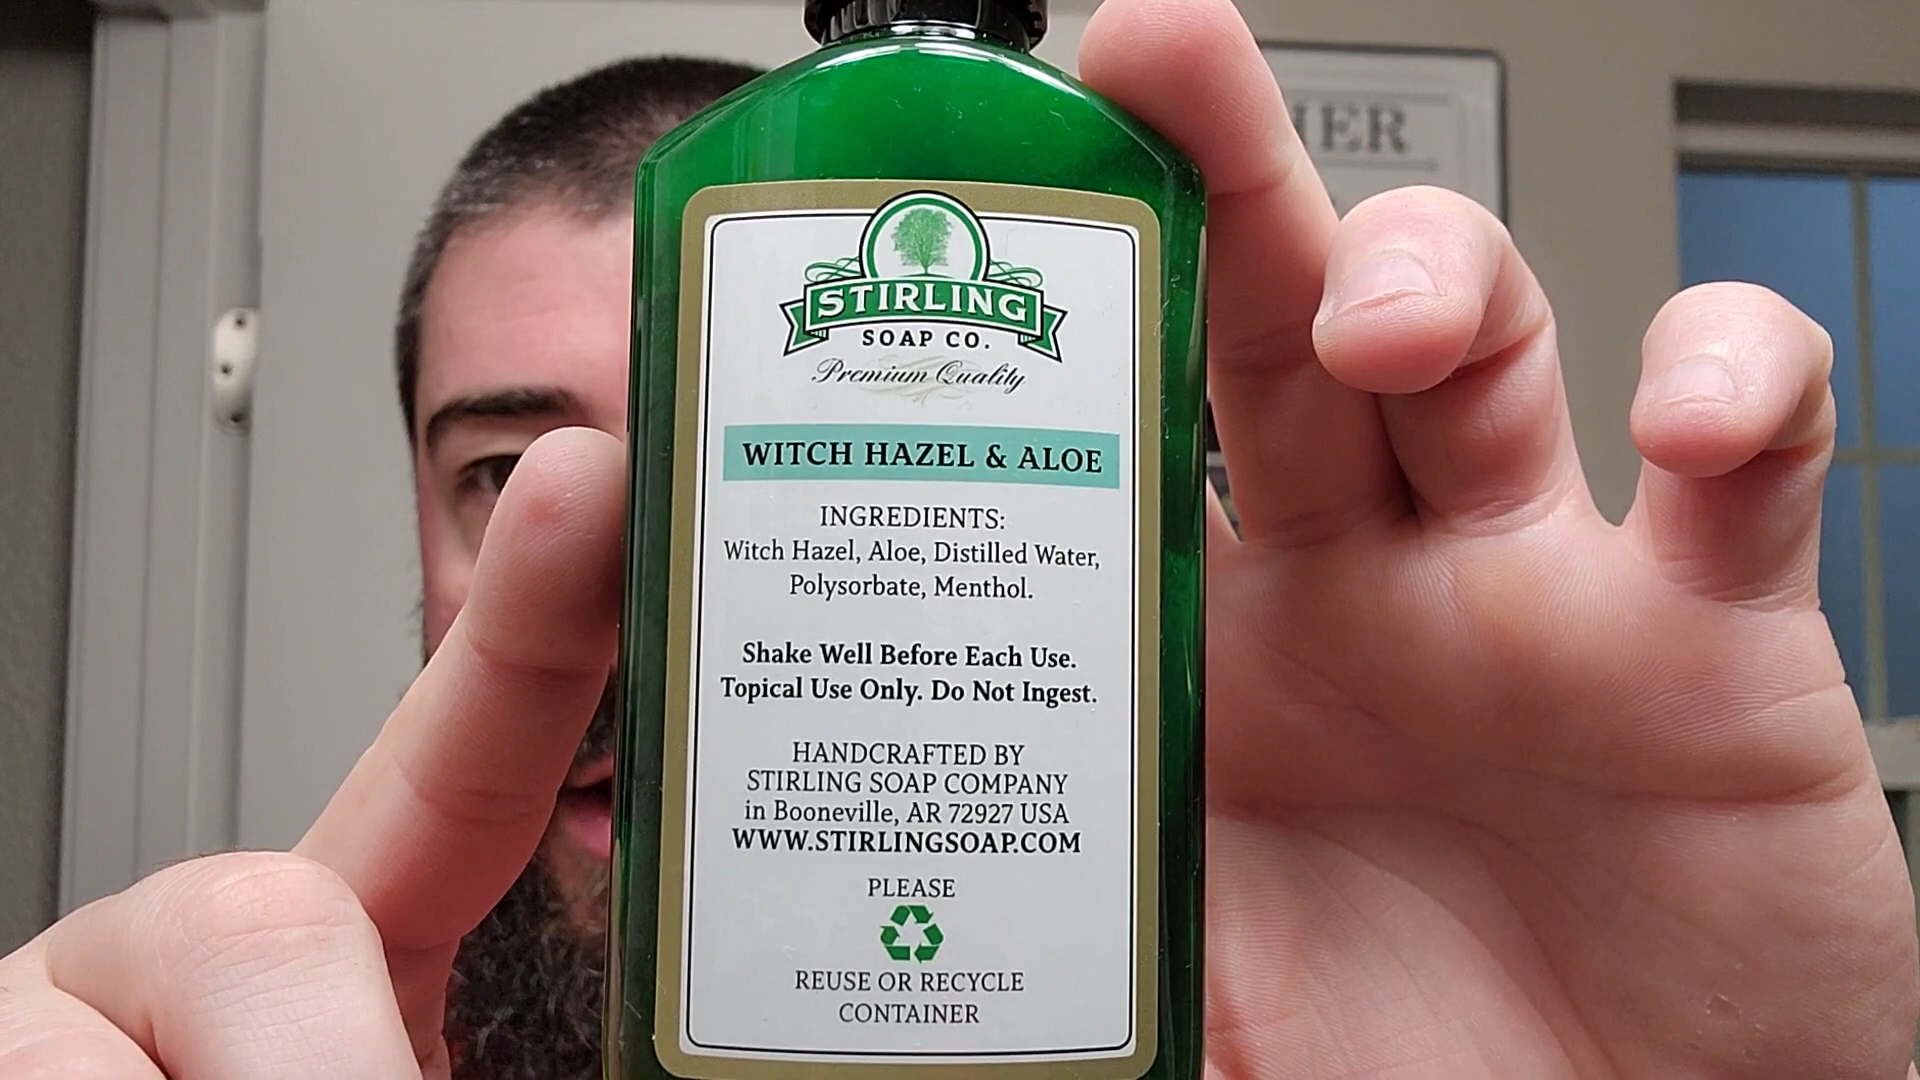 STIRLING
SOAP CO.
Premium Quality
WITCH HAZEL & ALOE
INGREDIENTS:
Witch Hazel, Aloe, Distilled Water,
Polysorbate, Menthol.
Shake Well Before Each Use.
Topical Use Only. Do Not Ingest.
HANDCRAFTED BY
STIRLING SOAP COMPANY
in Booneville, AR 72927 USA
WWW.STIRLINGSOAP.COM
PLEASE
REUSE OR RECYCLE
CONTAINER